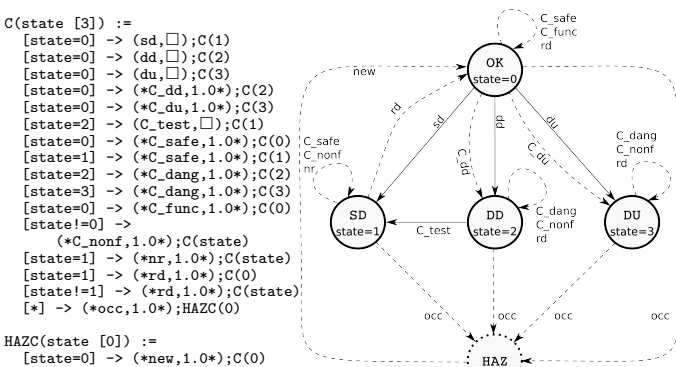 C(state [3]) :=
[state=0] -> (sd,□);C(1)
[state=0] -> (dd,□);C(2)
[state=0] -> (du,□);C(3)
[state=0] -> (*C_dd,1.0*);C(2)
[state=0] -> (*C_du,1.0*);C(3)
[state=2] -> (C_test,□);C(1)
[state=0] -> (*C_safe,1.0*);C(0)
[state=1] -> (*C_safe,1.0*);C(1)
[state=2] -> (*C_dang,1.0*);C(2)
[state=3] -> (*C_dang,1.0*);C(3)
[state=0] -> (*C_func,1.0*);C(0)
[state!=0] ->
(*C_nonf,1.0*);C(state)
[state=1] -> (*nr,1.0*);C(state)
[state=1] -> (*rd,1.0*);C(0)
[state!=1] -> (*rd,1.0*);C(state)
[*] -> (*occ,1.0*);HAZC(0)
HAZC(state [0]) :=
[state=0] -> (*new,1.0*);C(0)
C_safe
C_func
rd
OK
state=0
new
rd
sd
dd
du
C_dd
C_du
C_safe
C_nonf
nr
C_dang
C_nonf
rd
SD
state=1
C_test
DD
state=2
C_dang
C_nonf
rd
DU
state=3
occ
occ
occ
occ
HAZ